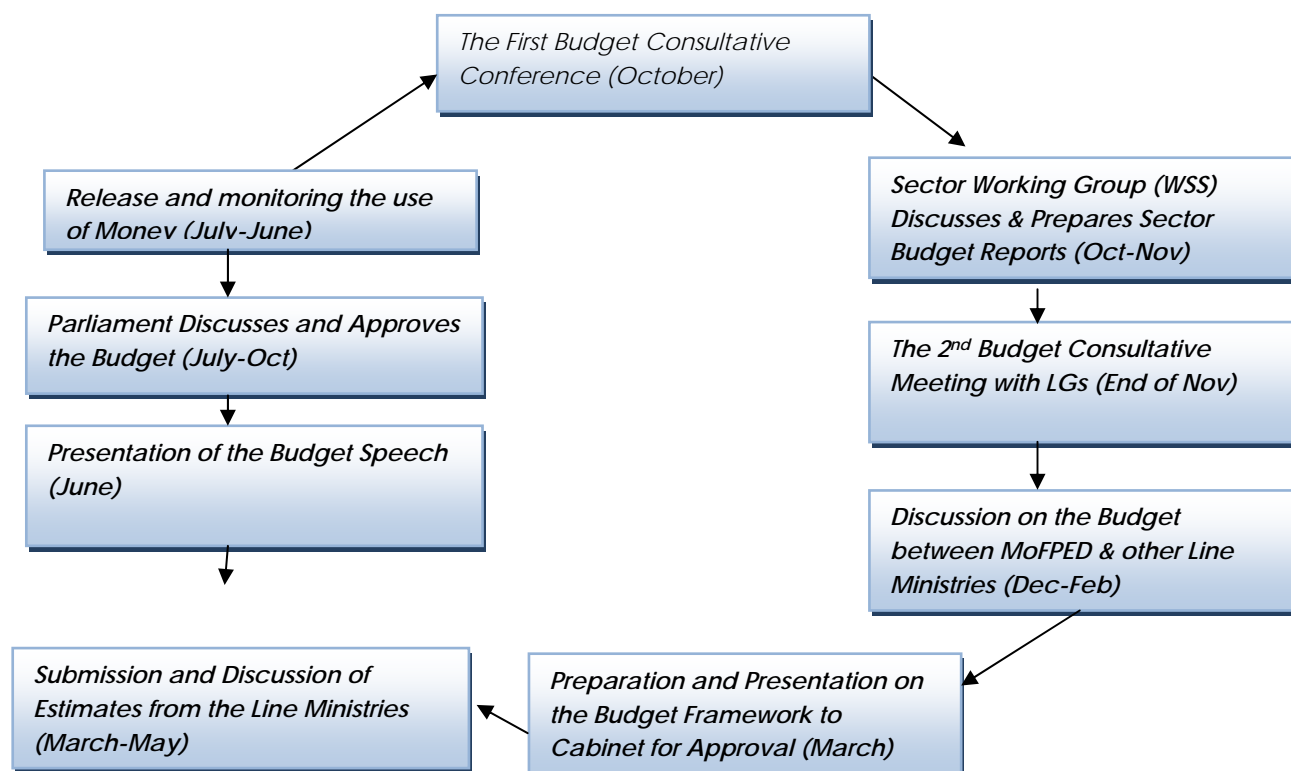 The First Budget Consultative
Conference (October)
Release and monitoring the use
of Money (July-June)
Sector Working Group (WSS)
Discusses & Prepares Sector
Budget Reports (Oct-Nov)
Parliament Discusses and Approves
the Budget (July-Oct)
The 2nd Budget Consultative
Meeting with LGs (End of Nov)
Presentation of the Budget Speech
(June)
Discussion on the Budget
between MoFPED & other Line
Ministries (Dec-Feb)
Submission and Discussion of
Estimates from the Line Ministries
(March-May)
Preparation and Presentation on
the Budget Framework to
Cabinet for Approval (March)